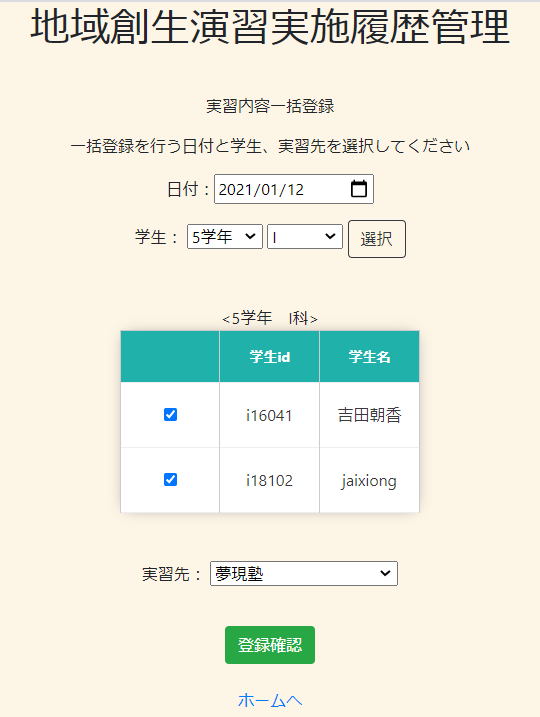 地域創生演習実施履歴管理
実習内容一括登録
一括登録を行う日付と学生、実習先を選択してください
日付：2021/01/12
学生： 5学年 I 選択
<5学年　I科>
学生id 学生名
i16041 吉田朝香
i18102 jaixiong
実習先： 夢現塾
登録確認
ホームへ